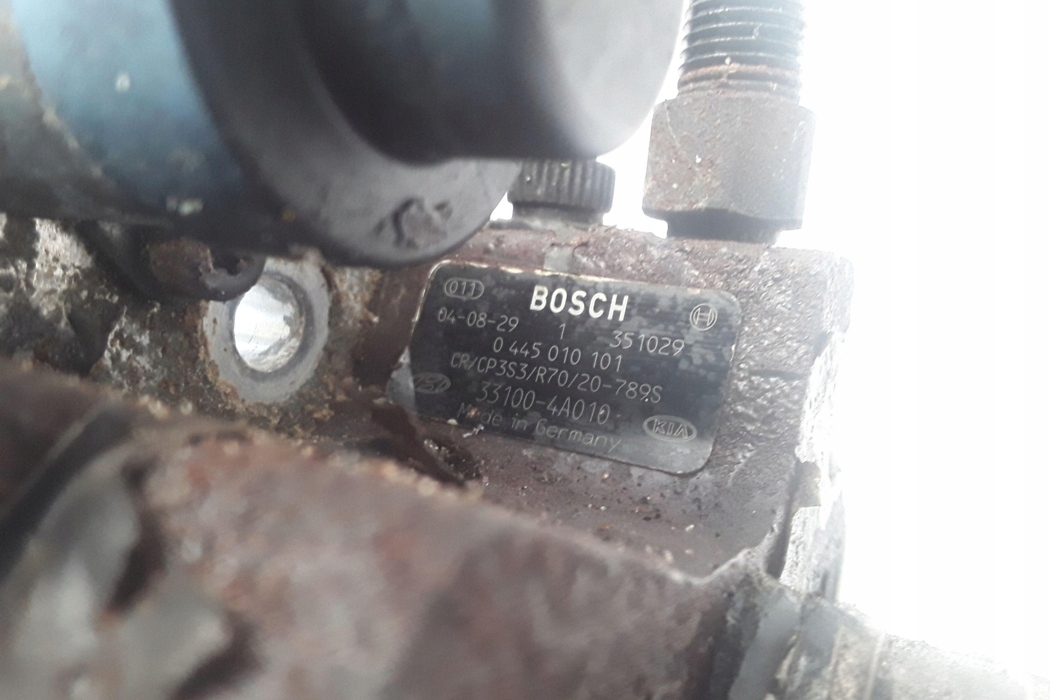 011 BOSCH
04-08-29 1 351029
0 445 010 101
CR/CP3S3/R70/20-789S
33100-4A010
KIA
Made in Germany